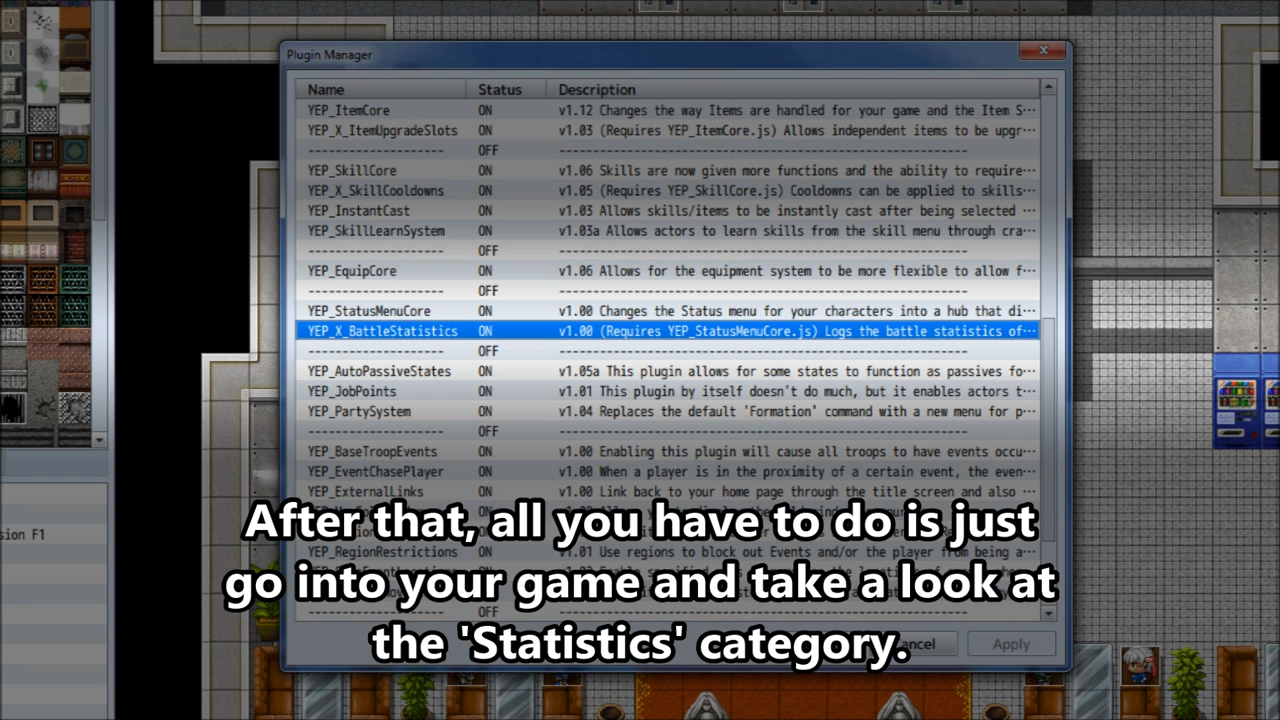 Plugin Manager
Name Status Description
YEP_ItemCore ON v1.12 Changes the way Items are handled for your game and the Item S···
YEP_X_ItemUpgradeSlots ON v1.03 (Requires YEP_ItemCore.js) Allows independent items to be upgr···
-------------------- OFF ------------------------------------------------------------
YEP_SkillCore ON v1.06 Skills are now given more functions and the ability to require···
YEP_X_SkillCooldowns ON v1.05 (Requires YEP_SkillCore.js) Cooldowns can be applied to skills···
YEP_InstantCast ON v1.03 Allows skills/items to be instantly cast after being selected ···
YEP_SkillLearnSystem ON v1.03a Allows actors to learn skills from the skill menu through cra···
-------------------- OFF ------------------------------------------------------------
YEP_EquipCore ON v1.06 Allows for the equipment system to be more flexible to allow f···
-------------------- OFF ------------------------------------------------------------
YEP_StatusMenuCore ON v1.00 Changes the Status menu for your characters into a hub that di···
YEP_X_BattleStatistics ON v1.00 (Requires YEP_StatusMenuCore.js) Logs the battle statistics of···
-------------------- OFF ------------------------------------------------------------
YEP_AutoPassiveStates ON v1.05a This plugin allows for some states to function as passives fo···
YEP_JobPoints ON v1.01 This plugin by itself doesn't do much, but it enables actors t···
YEP_PartySystem ON v1.04 Replaces the default 'Formation' command with a new menu for p···
-------------------- OFF ------------------------------------------------------------
YEP_BaseTroopEvents ON v1.00 Enabling this plugin will cause all troops to have events occu···
YEP_EventChasePlayer ON v1.00 When a player is in the proximity of a certain event, the even···
YEP_ExternalLinks ON v1.00 Link back to your home page through the title screen and also ···
sion F1
YEP_RegionRestrictions ON v1.01 Use regions to block out Events and/or the player from being a···
OFF
Apply
After that, all you have to do is just
go into your game and take a look at
the 'Statistics' category.